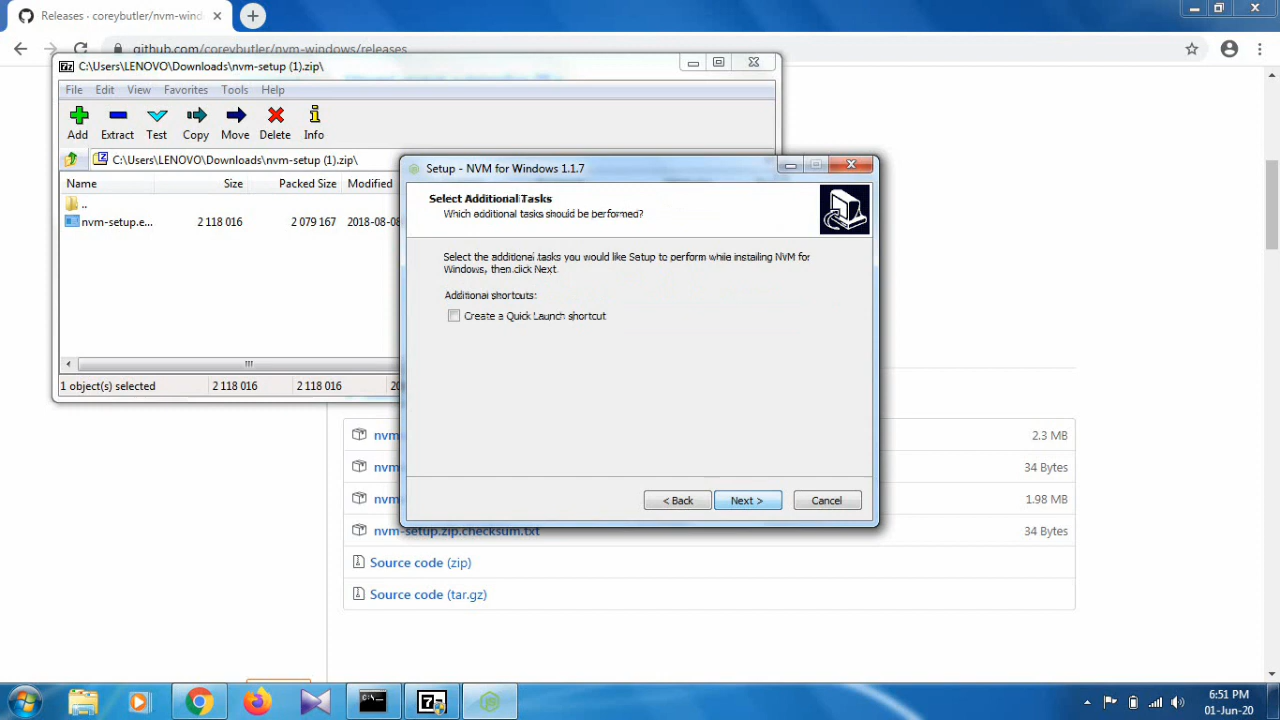 Releases · coreybutler/nvm-wind
github.com/coreybutler/nvm-windows/releases
C:\Users\LENOVO\Downloads\nvm-setup (1).zip\
File Edit View Favorites Tools Help
Add Extract Test Copy Move Delete Info
C:\Users\LENOVO\Downloads\nvm-setup (1).zip\
Name Size Packed Size Modified
..
nvm-setup.e... 2 118 016 2 079 167 2018-08-08
1 object(s) selected 2 118 016 2 118 016
Setup - NVM for Windows 1.1.7
Select Additional Tasks
Which additional tasks should be performed?
Select the additional tasks you would like Setup to perform while installing NVM for
Windows, then click Next.
Additional shortcuts:
Create a Quick Launch shortcut
< Back Next > Cancel
nvm 2.3 MB
nvm 34 Bytes
nvm 1.98 MB
nvm-setup.zip.checksum.txt 34 Bytes
Source code (zip)
Source code (tar.gz)
6:51 PM
01-Jun-20